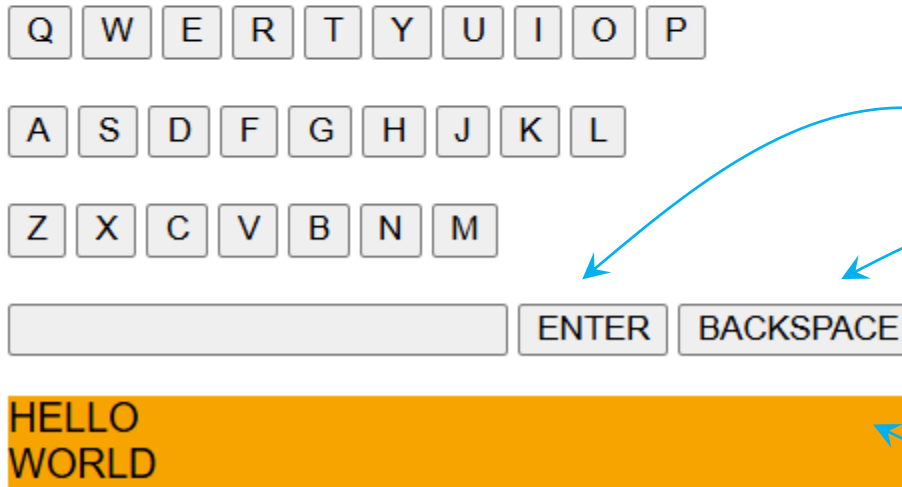 Q W E R T Y U I O P
A S D F G H J K L
Z X C V B N M
ENTER BACKSPACE
HELLO
WORLD